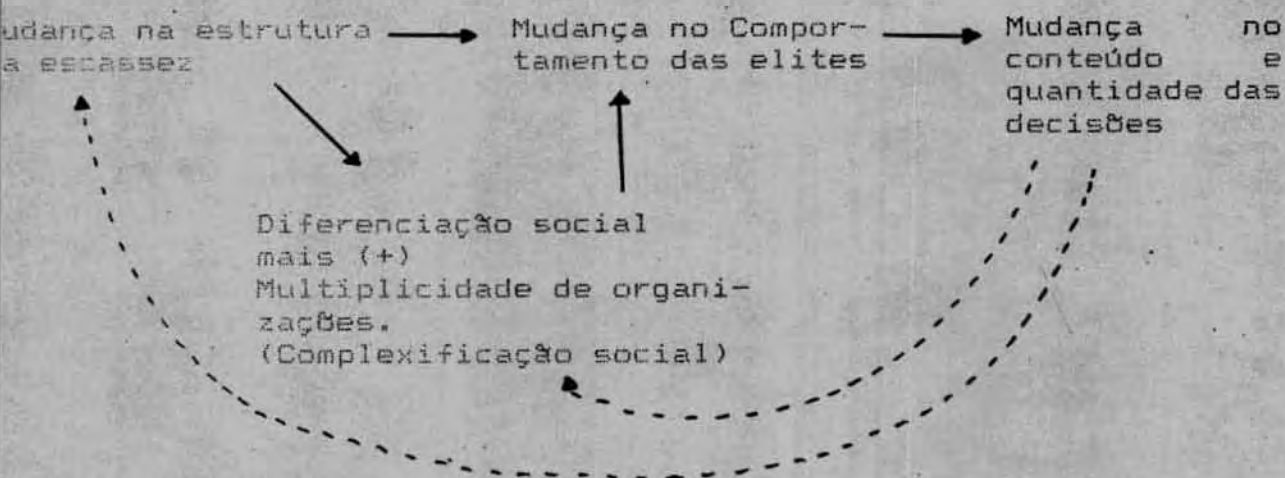 udança na estrutura
a escassez
Mudança no Compor-
tamento das elites
Mudança no
conteúdo e
quantidade das
decisões
Diferenciação social
mais (+)
Multiplicidade de organi-
zações.
(Complexificação social)